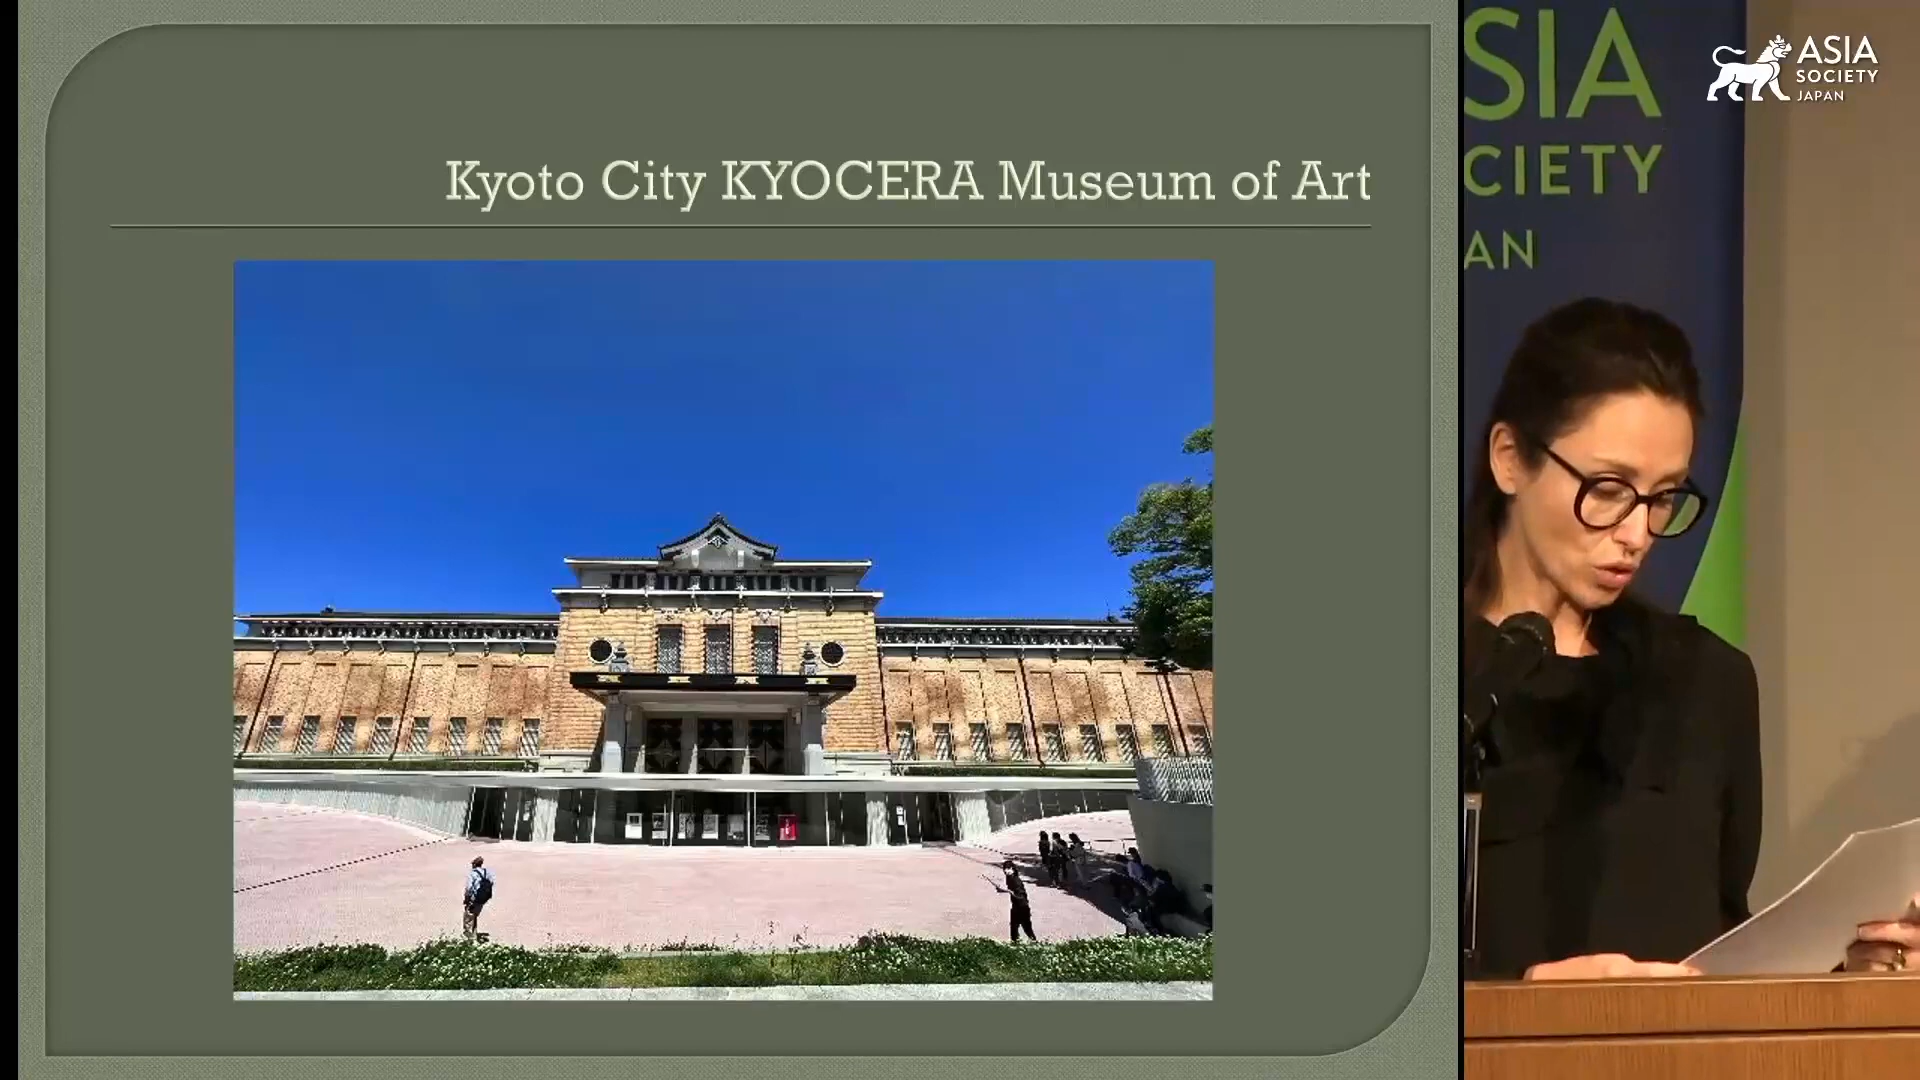 Kyoto City KYOCERA Museum of Art
SIA
CIETY
AN
ASIA
SOCIETY
JAPAN